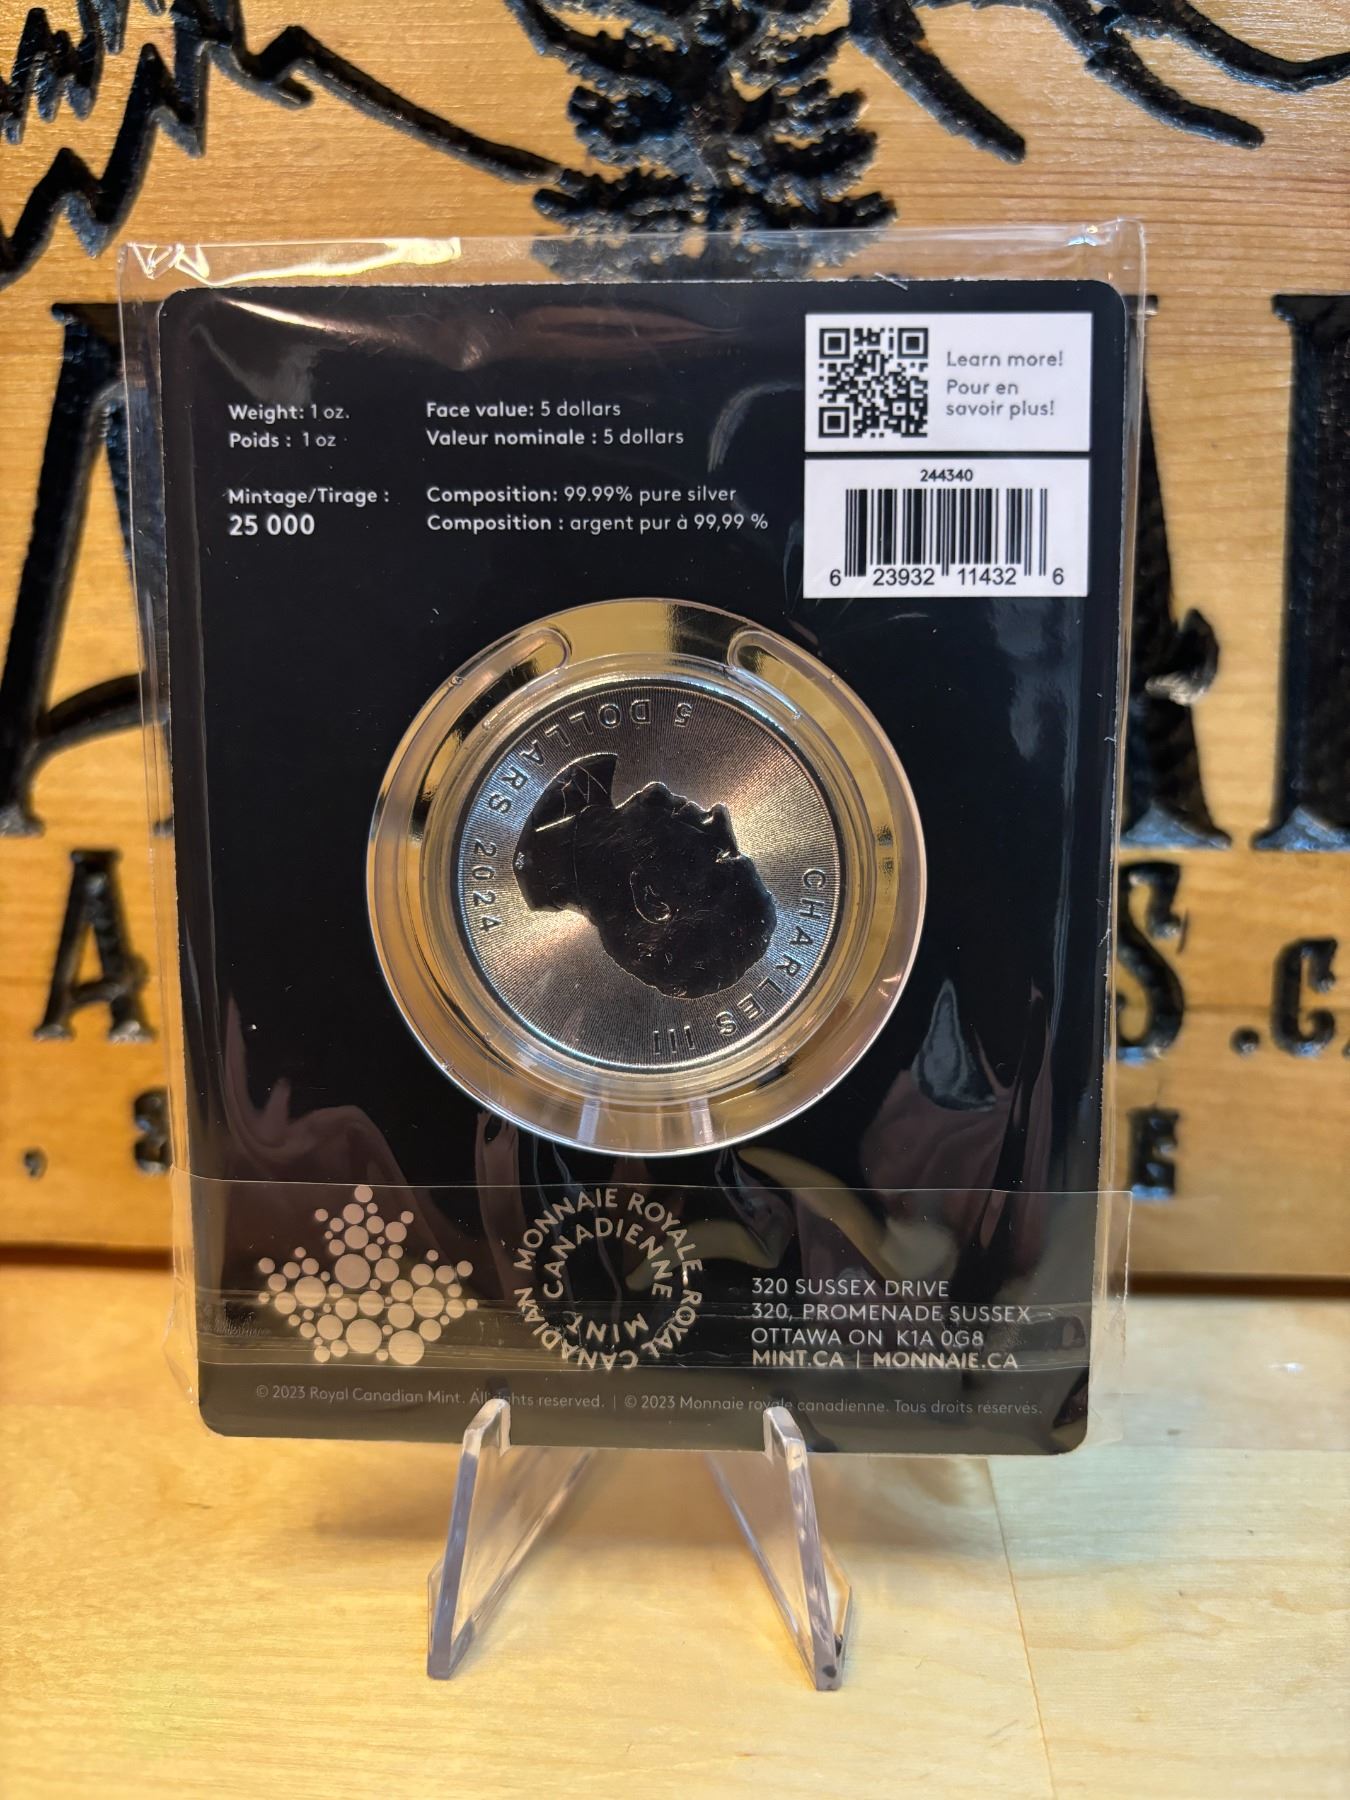 Learn more!
Pour en
savoir plus!
Weight: 1 oz.
Poids : 1 oz
Face value: 5 dollars
Valeur nominale : 5 dollars
Mintage/Tirage :
25 000
Composition: 99.99% pure silver
Composition : argent pur à 99,99 %
244340
6 23932 11432 6
CHARLES III
5 DOLLARS 2024
MONNAIE ROYALE
CANADIENNE
ROYAL CANADIAN
MINT
320 SUSSEX DRIVE
320, PROMENADE SUSSEX
OTTAWA ON K1A 0G8
MINT.CA | MONNAIE.CA
© 2023 Royal Canadian Mint. All rights reserved. | © 2023 Monnaie royale canadienne. Tous droits réservés.